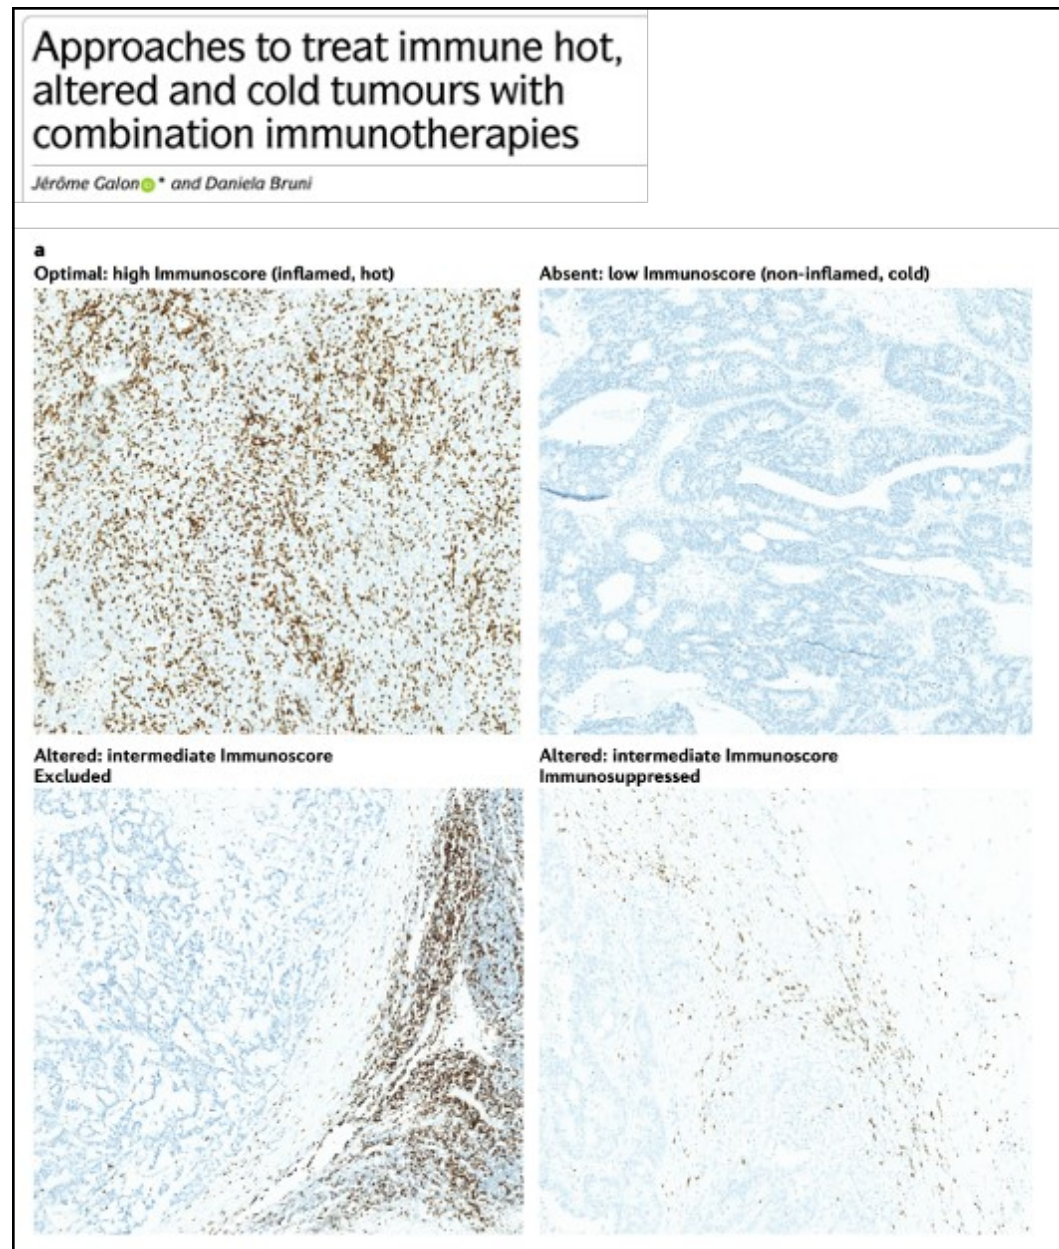 Approaches to treat immune hot,
altered and cold tumours with
combination immunotherapies
Jérôme Galon * and Daniela Bruni
a
Optimal: high Immunoscore (inflamed, hot)
Absent: low Immunoscore (non-inflamed, cold)
Altered: intermediate Immunoscore
Excluded
Altered: intermediate Immunoscore
Immunosuppressed